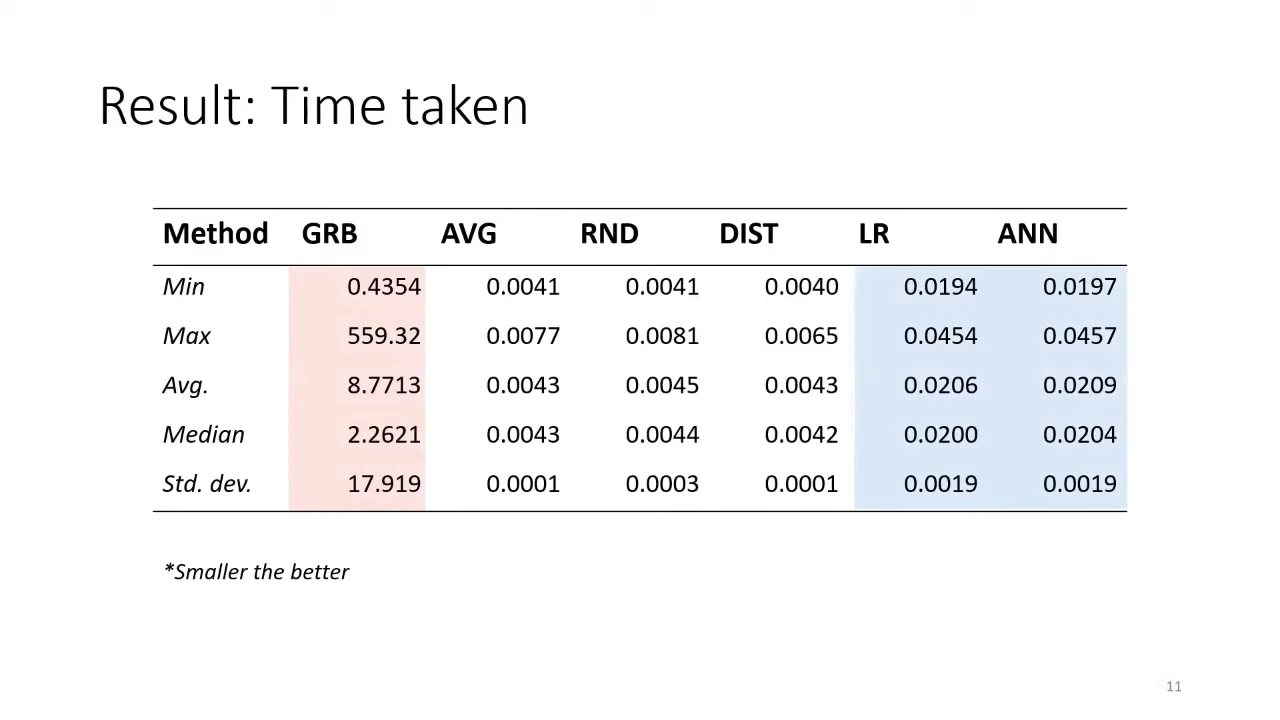 Result: Time taken
Method GRB AVG RND DIST LR ANN
Min 0.4354 0.0041 0.0041 0.0040 0.0194 0.0197
Max 559.32 0.0077 0.0081 0.0065 0.0454 0.0457
Avg. 8.7713 0.0043 0.0045 0.0043 0.0206 0.0209
Median 2.2621 0.0043 0.0044 0.0042 0.0200 0.0204
Std. dev. 17.919 0.0001 0.0003 0.0001 0.0019 0.0019
*Smaller the better
11